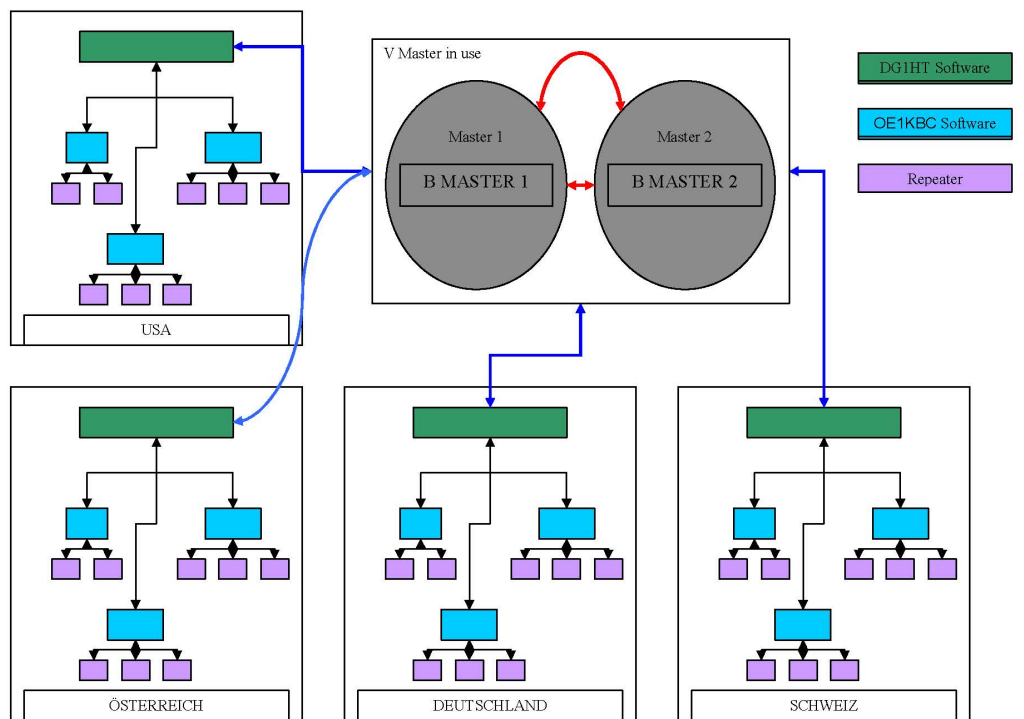 V Master in use
Master 1
Master 2
B MASTER 1
B MASTER 2
DG1HT Software
OE1KBC Software
Repeater
USA
ÖSTERREICH
DEUTSCHLAND
SCHWEIZ